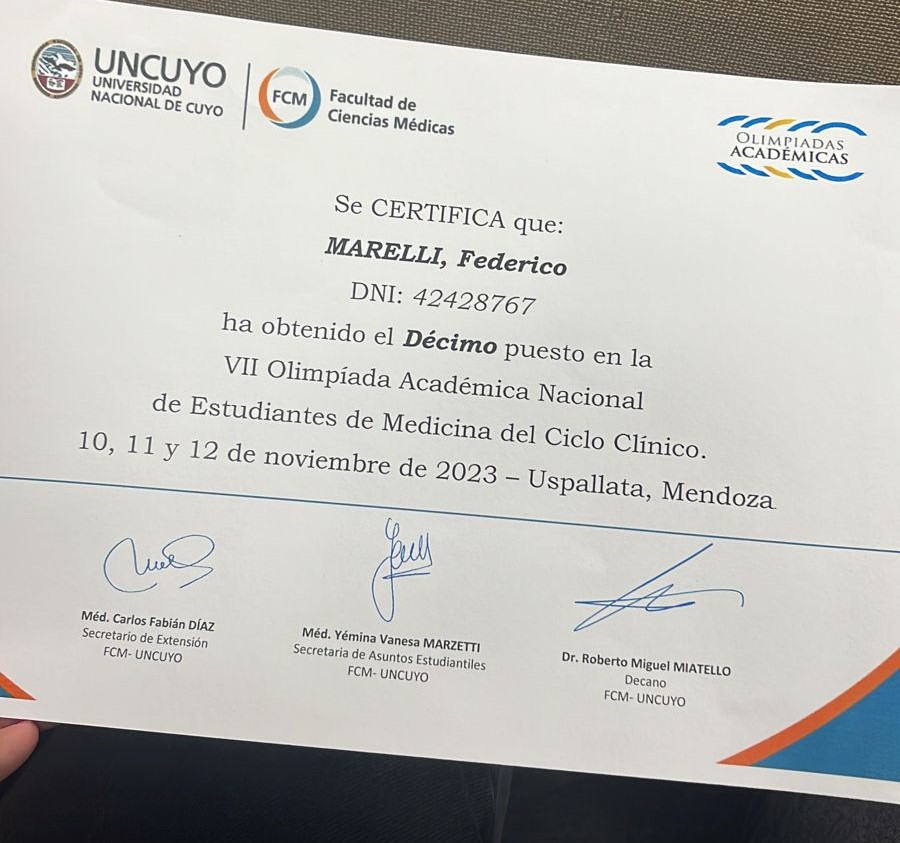 UNCUYO
UNIVERSIDAD
NACIONAL DE CUYO
FCM
Facultad de
Ciencias Médicas
OLIMPIADAS
ACADÉMICAS
Se CERTIFICA que:
MARELLI, Federico
DNI: 42428767
ha obtenido el Décimo puesto en la
VII Olimpíada Académica Nacional
de Estudiantes de Medicina del Ciclo Clínico.
10, 11 y 12 de noviembre de 2023 – Uspallata, Mendoza
Méd. Carlos Fabián DÍAZ
Secretario de Extensión
FCM- UNCUYO
Méd. Yémina Vanesa MARZETTI
Secretaria de Asuntos Estudiantiles
FCM- UNCUYO
Dr. Roberto Miguel MIATELLO
Decano
FCM- UNCUYO